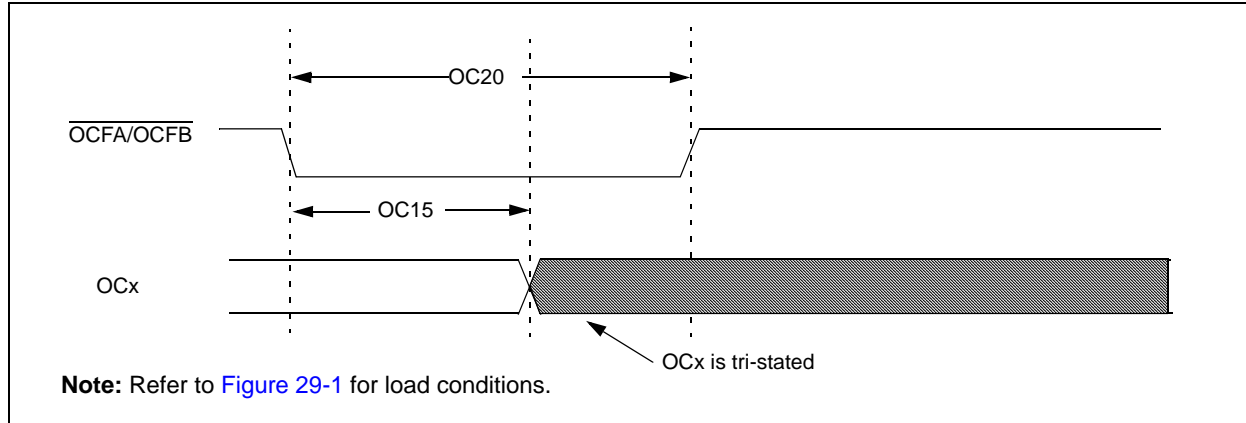 OC20
OCFA/OCFB
OC15
OCx
OCx is tri-stated
Note: Refer to Figure 29-1 for load conditions.